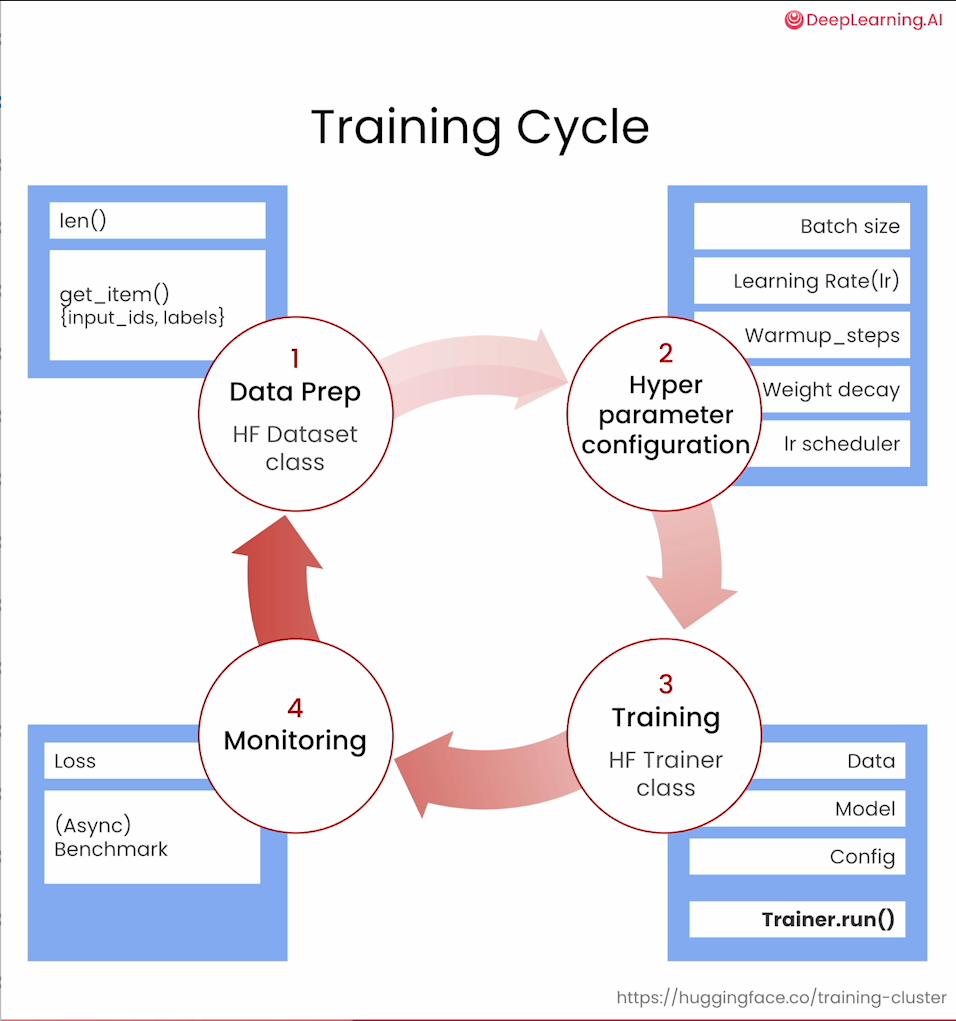 DeepLearning.AI
Training Cycle
len()
get_item()
{input_ids, labels}
1
Data Prep
HF Dataset
class
Batch size
Learning Rate(lr)
Warmup_steps
Weight decay
lr scheduler
2
Hyper
parameter
configuration
3
Training
HF Trainer
class
Data
Model
Config
Trainer.run()
4
Monitoring
Loss
(Async)
Benchmark
https://huggingface.co/training-cluster